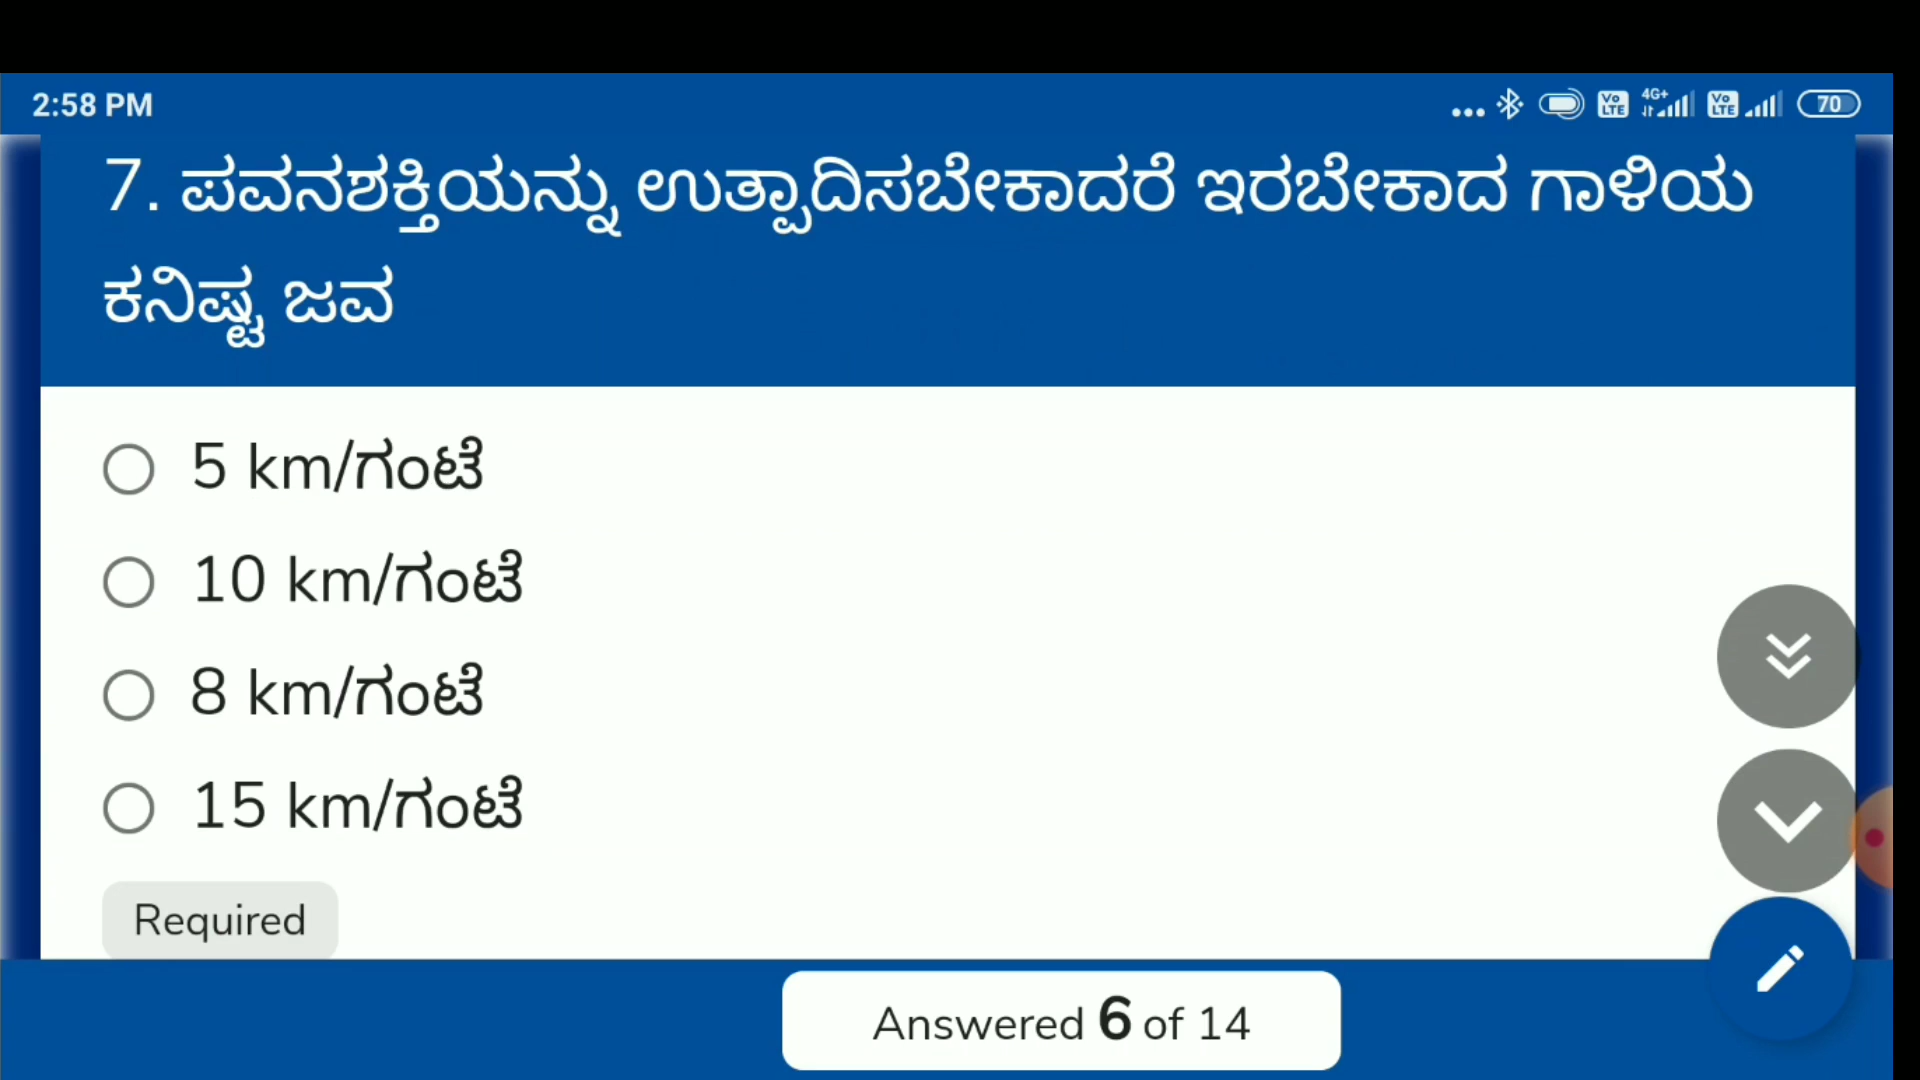 2:58 PM
4G+ 70
7. ಪವನಶಕ್ತಿಯನ್ನು ಉತ್ಪಾದಿಸಬೇಕಾದರೆ ಇರಬೇಕಾದ ಗಾಳಿಯ
ಕನಿಷ್ಟ ಜವ
5 km/ಗಂಟೆ
10 km/ಗಂಟೆ
8 km/ಗಂಟೆ
15 km/ಗಂಟೆ
Required
Answered 6 of 14